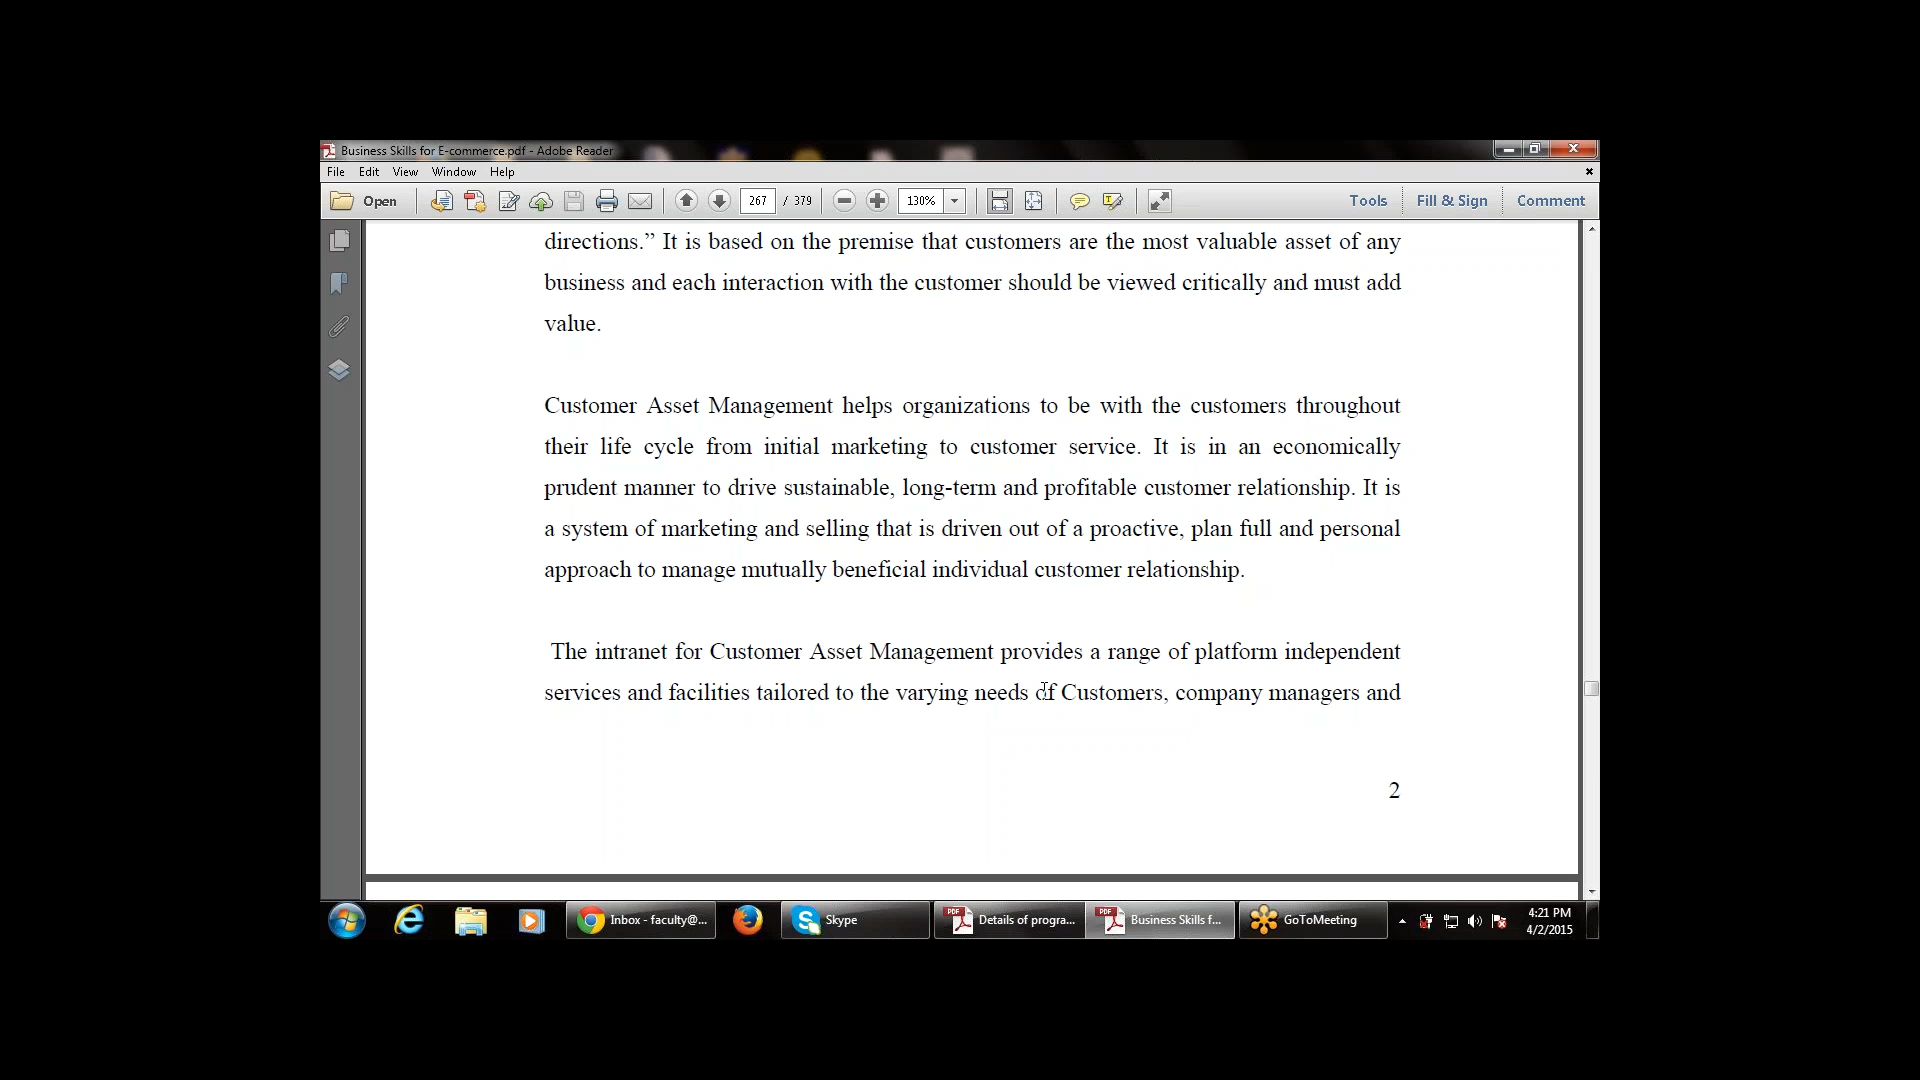 Business Skills for E-commerce.pdf - Adobe Reader
File Edit View Window Help
Open 267 / 379 130% Tools Fill & Sign Comment
directions.” It is based on the premise that customers are the most valuable asset of any
business and each interaction with the customer should be viewed critically and must add
value.
Customer Asset Management helps organizations to be with the customers throughout
their life cycle from initial marketing to customer service. It is in an economically
prudent manner to drive sustainable, long-term and profitable customer relationship. It is
a system of marketing and selling that is driven out of a proactive, plan full and personal
approach to manage mutually beneficial individual customer relationship.
The intranet for Customer Asset Management provides a range of platform independent
services and facilities tailored to the varying needs of Customers, company managers and
2
Inbox - faculty@... Skype Details of progra... Business Skills f... GoToMeeting 4:21 PM
4/2/2015